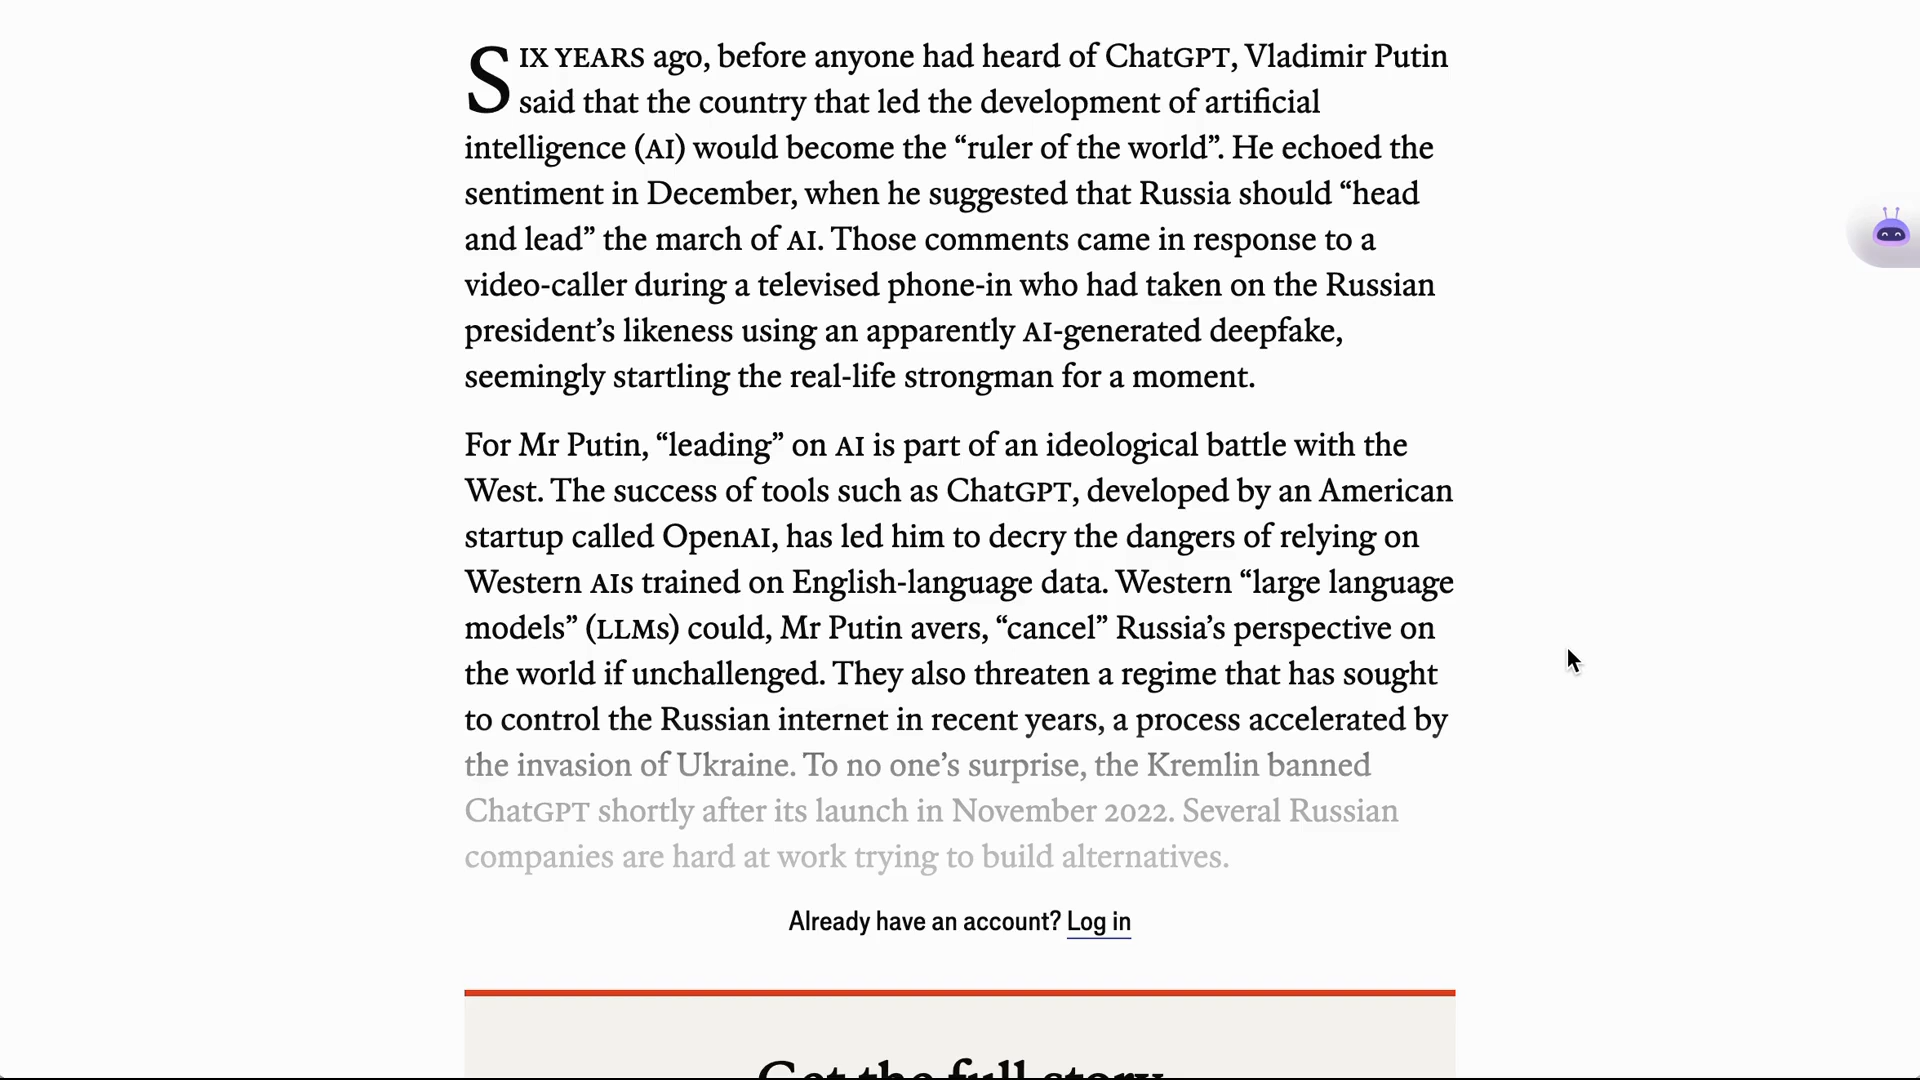 SIX YEARS ago, before anyone had heard of ChatGPT, Vladimir Putin
said that the country that led the development of artificial
intelligence (AI) would become the “ruler of the world”. He echoed the
sentiment in December, when he suggested that Russia should “head
and lead” the march of AI. Those comments came in response to a
video-caller during a televised phone-in who had taken on the Russian
president’s likeness using an apparently AI-generated deepfake,
seemingly startling the real-life strongman for a moment.
For Mr Putin, “leading” on AI is part of an ideological battle with the
West. The success of tools such as ChatGPT, developed by an American
startup called OpenAI, has led him to decry the dangers of relying on
Western AIs trained on English-language data. Western “large language
models” (LLMs) could, Mr Putin avers, “cancel” Russia’s perspective on
the world if unchallenged. They also threaten a regime that has sought
to control the Russian internet in recent years, a process accelerated by
the invasion of Ukraine. To no one’s surprise, the Kremlin banned
ChatGPT shortly after its launch in November 2022. Several Russian
companies are hard at work trying to build alternatives.
Already have an account? Log in
Get the full story